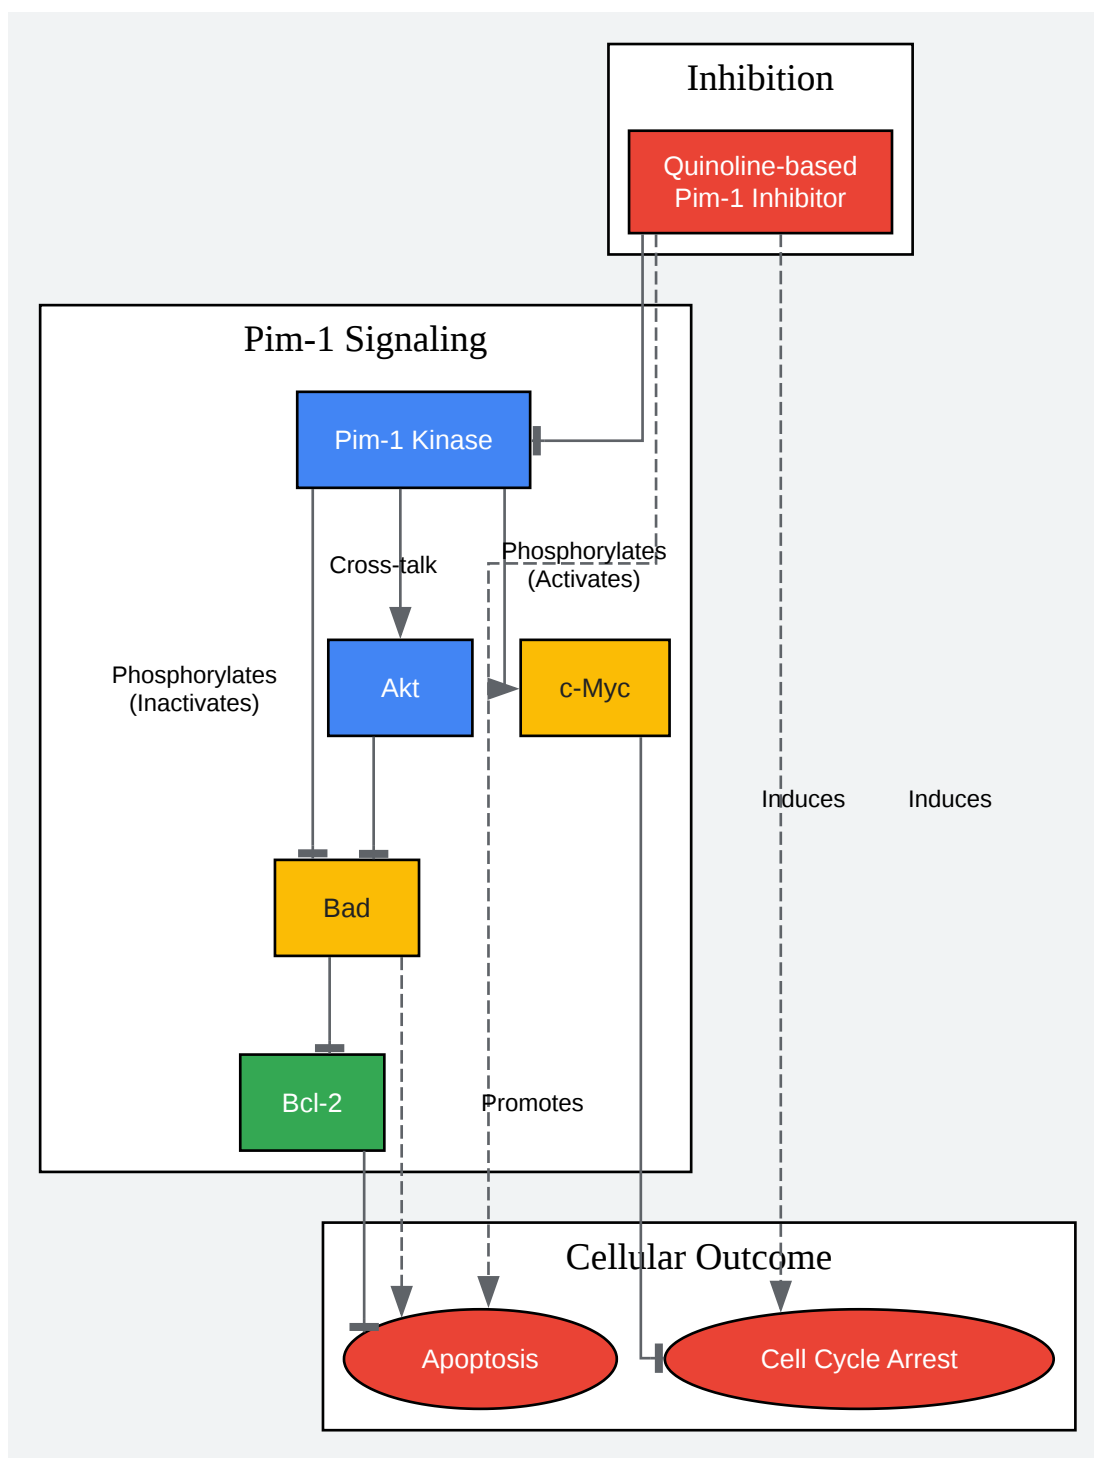 Inhibition
Quinoline-based
Pim-1 Inhibitor
Pim-1 Signaling
Pim-1 Kinase
Cross-talk
Phosphorylates
(Activates)
Phosphorylates
(Inactivates)
Akt
c-Myc
Induces
Induces
Bad
Bcl-2
Promotes
Cellular Outcome
Apoptosis
Cell Cycle Arrest